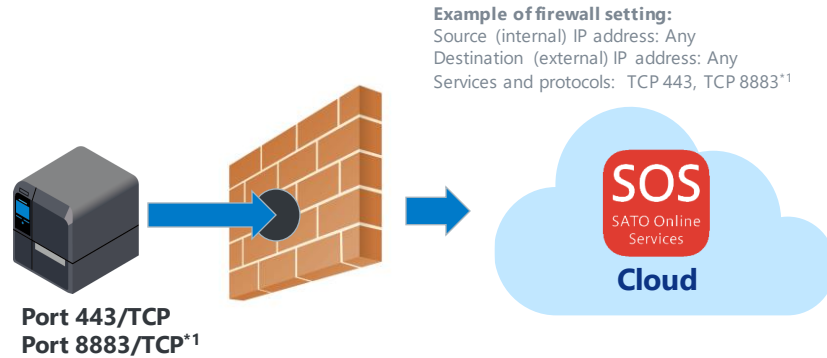 Example of firewall setting:
Source (internal) IP address: Any
Destination (external) IP address: Any
Services and protocols: TCP 443, TCP 8883*1
SOS
SATO Online
Services
Cloud
Port 443/TCP
Port 8883/TCP*1